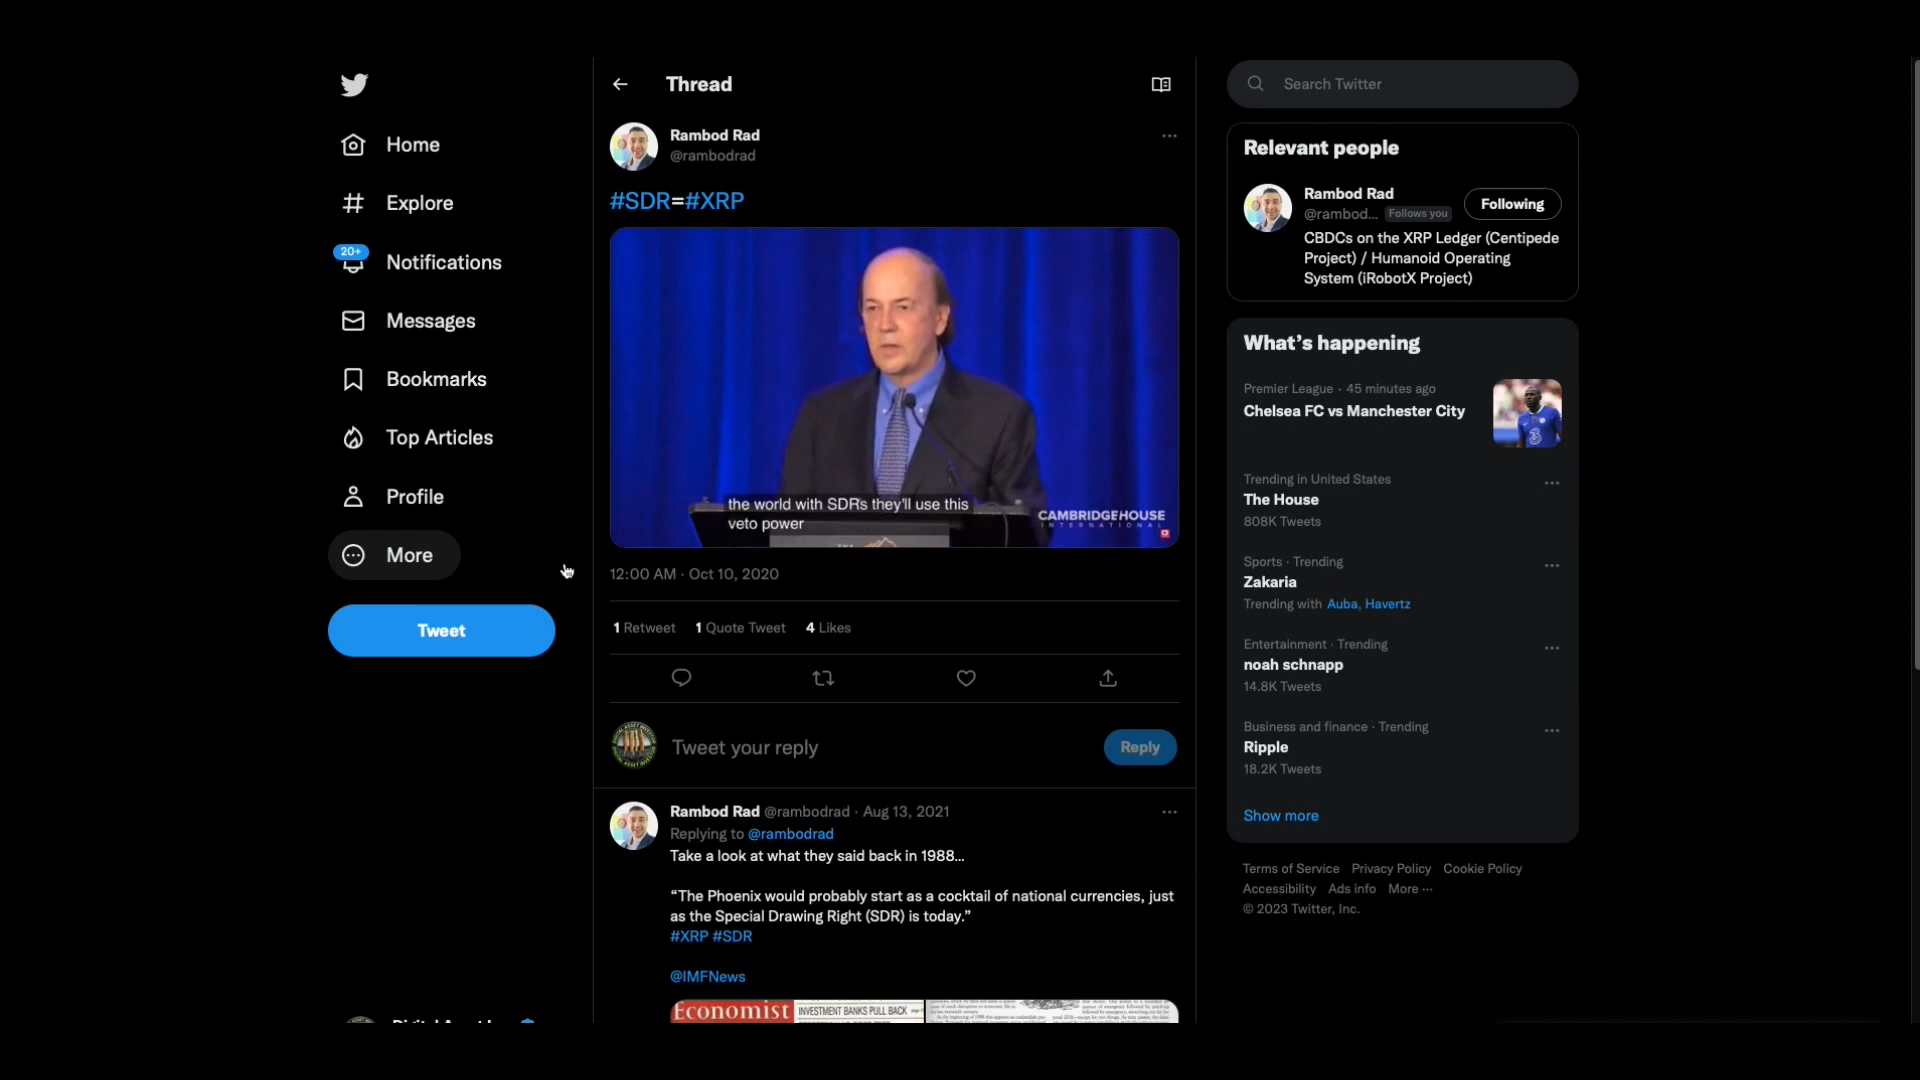 Home
Explore
20+
Notifications
Messages
Bookmarks
Top Articles
Profile
More
Tweet
Thread
Rambod Rad
@rambodrad
#SDR=#XRP
the world with SDRs they'll use this
veto power
CAMBRIDGEHOUSE
INTERNATIONAL
12:00 AM · Oct 10, 2020
1 Retweet 1 Quote Tweet 4 Likes
Tweet your reply
Reply
Rambod Rad @rambodrad · Aug 13, 2021
Replying to @rambodrad
Take a look at what they said back in 1988...
“The Phoenix would probably start as a cocktail of national currencies, just
as the Special Drawing Right (SDR) is today.”
#XRP #SDR
@IMFNews
Economist
INVESTMENT BANKS PULL BACK
Search Twitter
Relevant people
Rambod Rad
@rambod... Follows you
Following
CBDCs on the XRP Ledger (Centipede
Project) / Humanoid Operating
System (iRobotX Project)
What’s happening
Premier League · 45 minutes ago
Chelsea FC vs Manchester City
Trending in United States
The House
808K Tweets
Sports · Trending
Zakaria
Trending with Auba, Havertz
Entertainment · Trending
noah schnapp
14.8K Tweets
Business and finance · Trending
Ripple
18.2K Tweets
Show more
Terms of Service Privacy Policy Cookie Policy
Accessibility Ads info More ···
© 2023 Twitter, Inc.